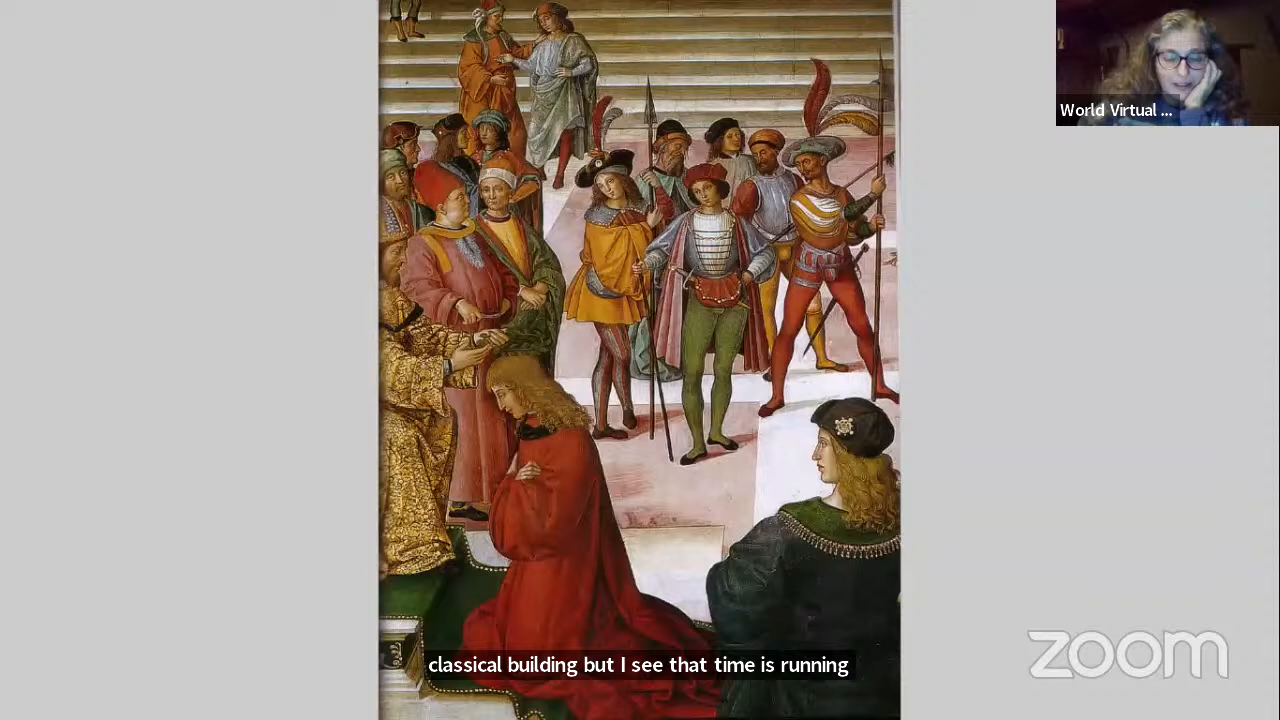 World Virtual ...
classical building but I see that time is running
zoom